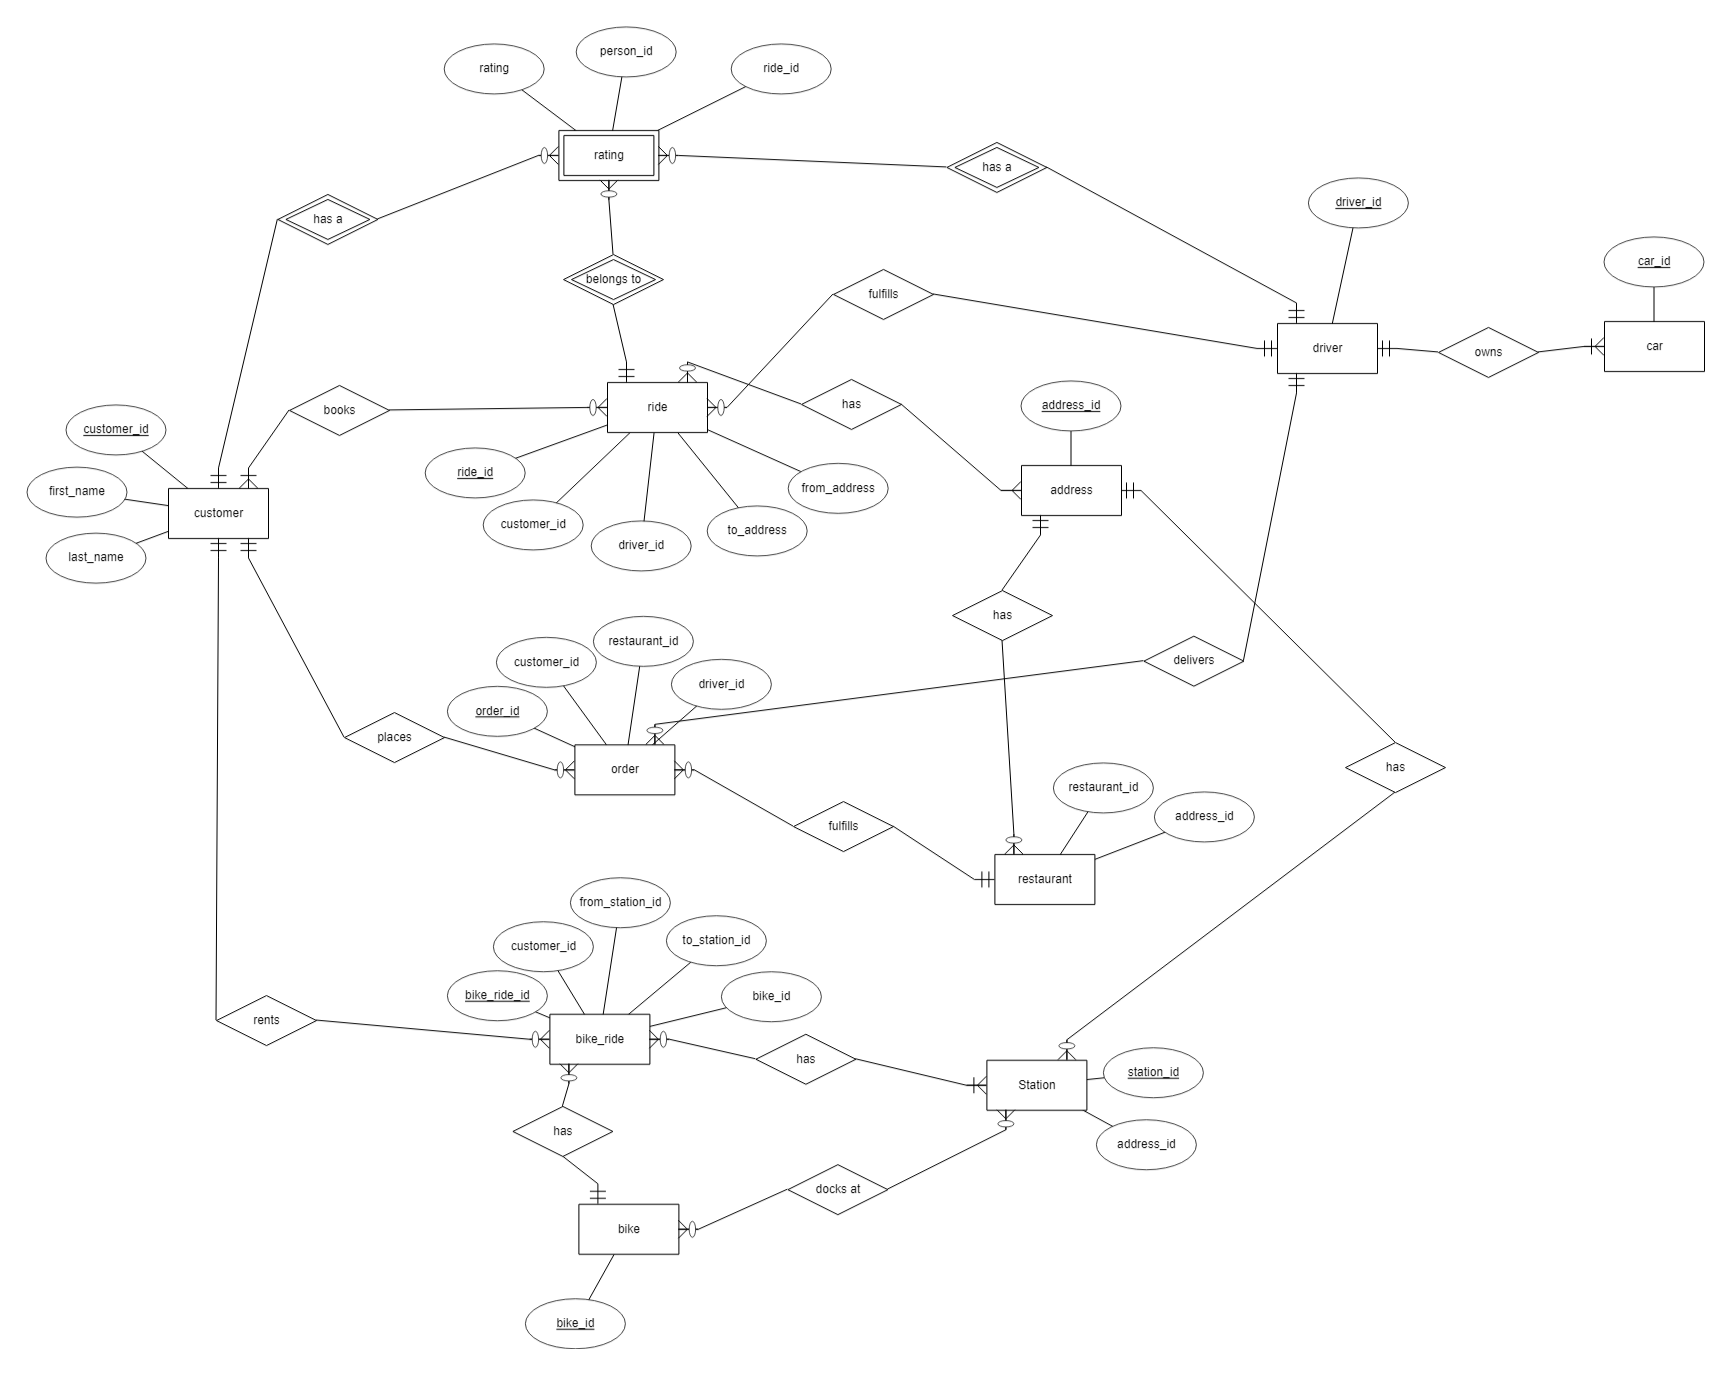 person_id
rating
ride_id
rating
has a
driver_id
has a
car_id
belongs to
fulfills
driver
car
owns
has
address_id
ride
books
customer_id
ride_id
from_address
address
first_name
customer
customer_id
to_address
driver_id
last_name
has
restaurant_id
customer_id
delivers
driver_id
order_id
places
order
has
restaurant_id
address_id
fulfills
restaurant
from_station_id
customer_id
to_station_id
bike_ride_id
bike_id
rents
bike_ride
has
Station
station_id
has
address_id
docks at
bike
bike_id